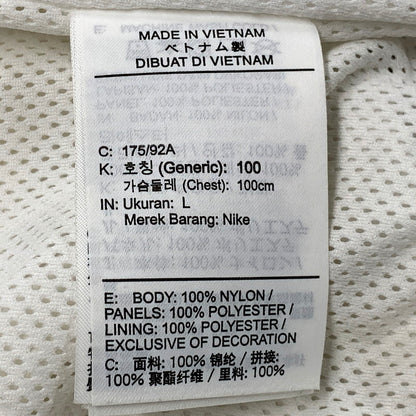 MADE IN VIETNAM
ベトナム製
DIBUAT DI VIETNAM
C: 175/92A
K: 호칭 (Generic): 100
가슴둘레 (Chest): 100cm
IN: Ukuran: L
Merek Barang: Nike
E: BODY: 100% NYLON /
PANELS: 100% POLYESTER /
LINING: 100% POLYESTER /
EXCLUSIVE OF DECORATION
C: 面料: 100% 锦纶 / 拼接:
100% 聚酯纤维 / 里料: 100%